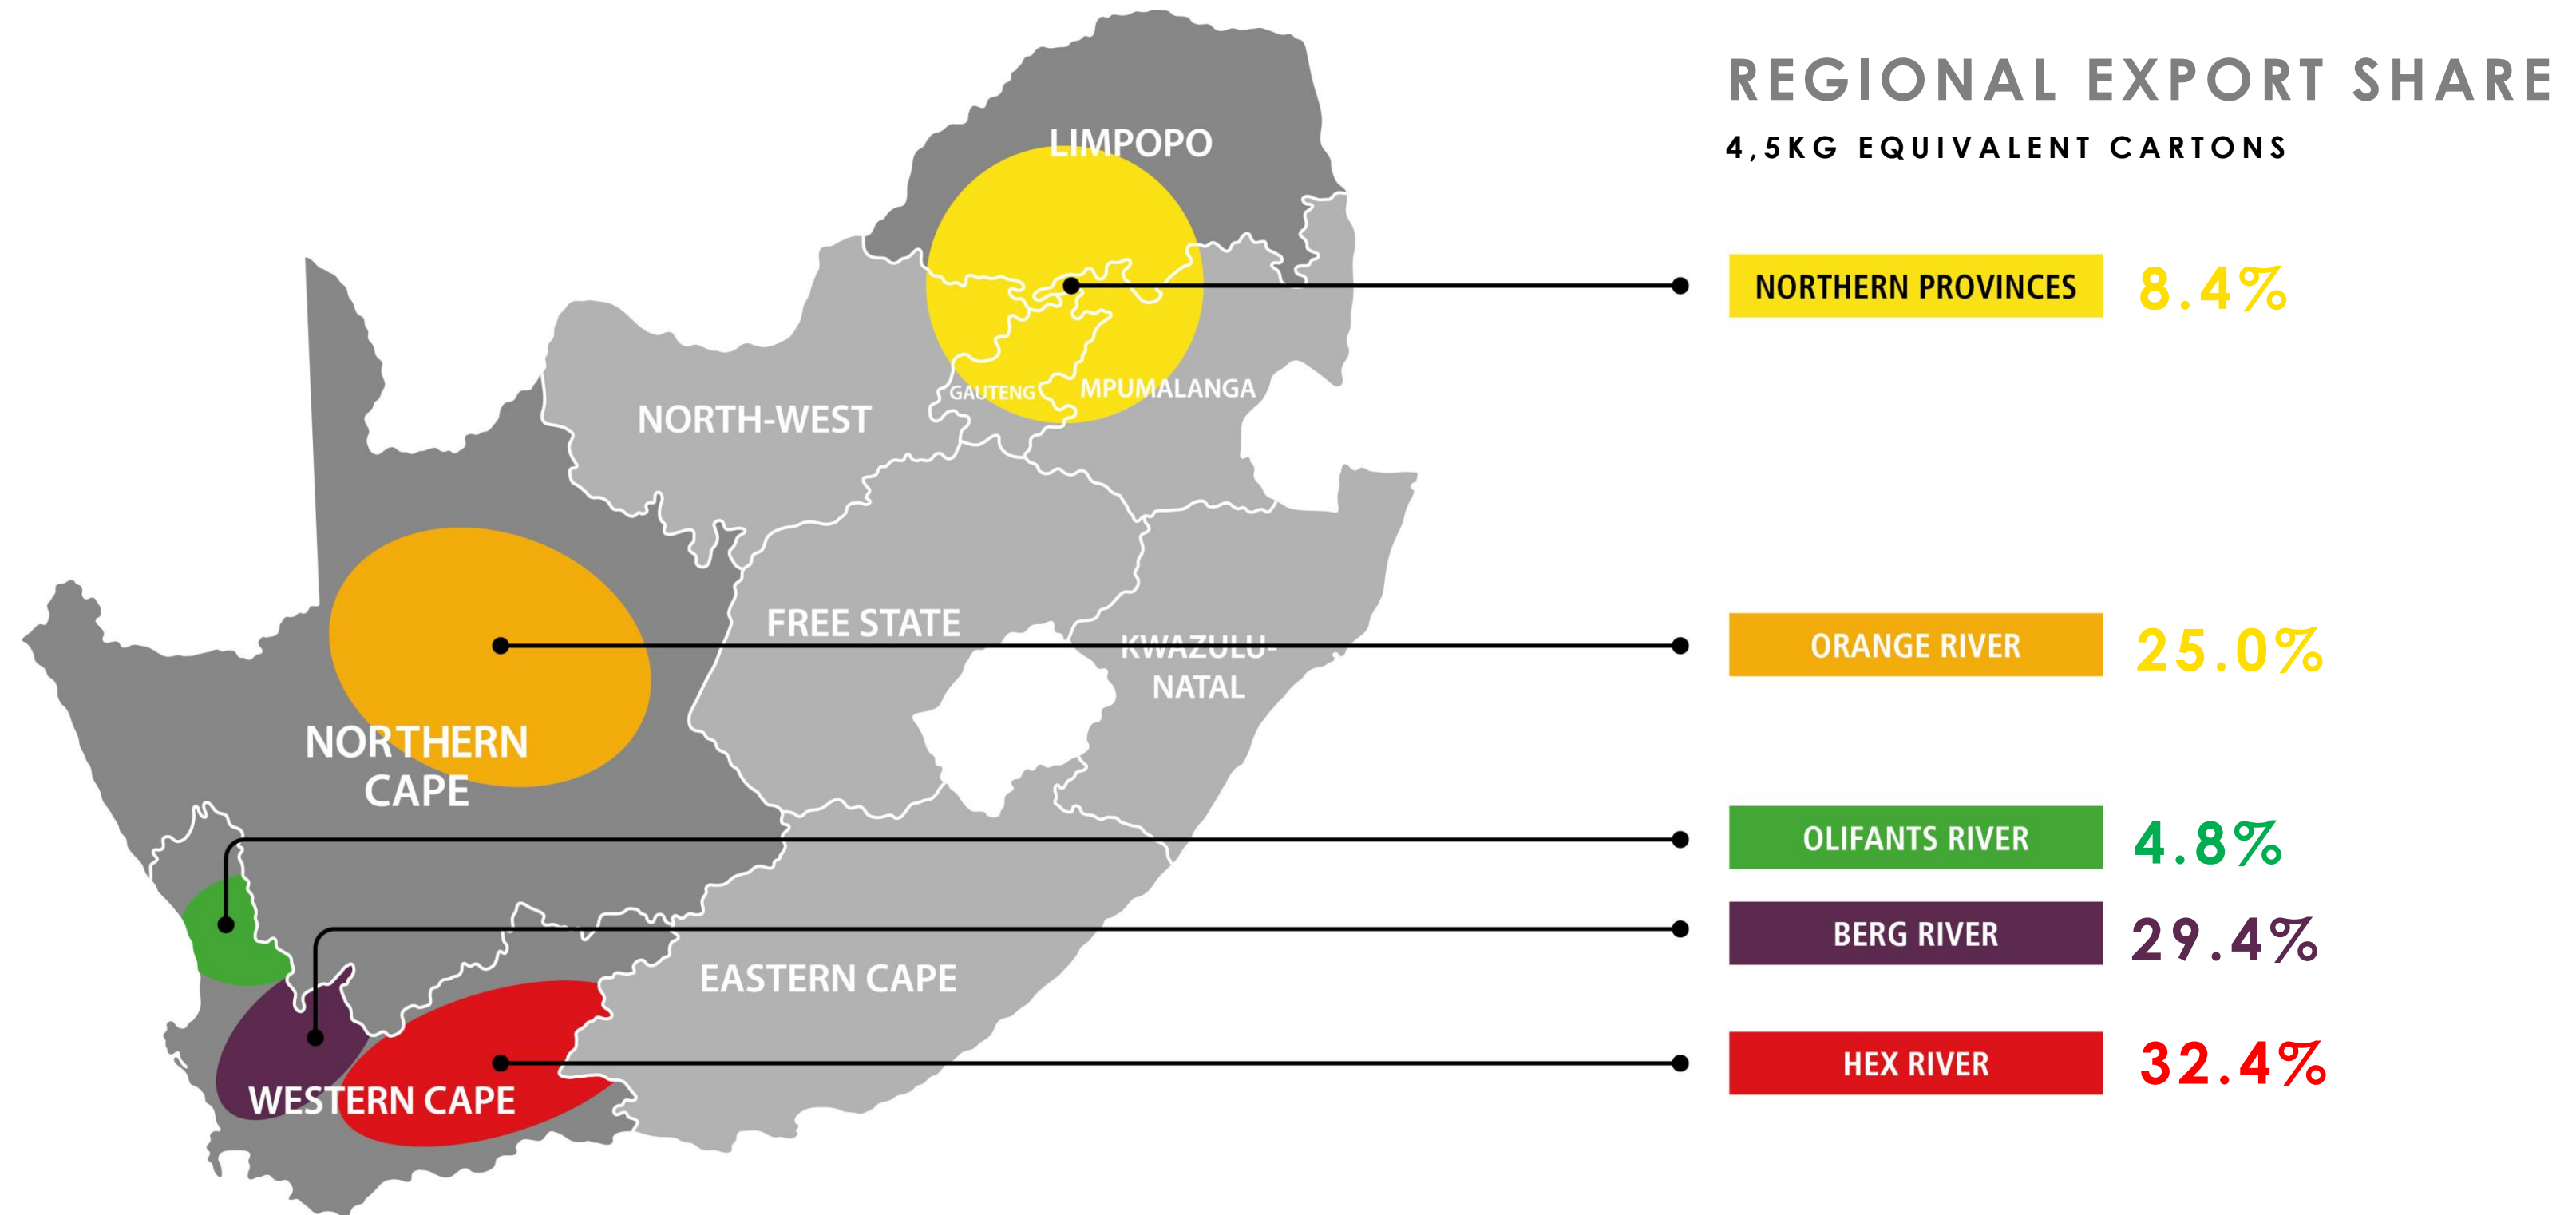 REGIONAL EXPORT SHARE
4,5KG EQUIVALENT CARTONS
LIMPOPO
NORTHERN PROVINCES 8.4%
GAUTENG MPUMALANGA
NORTH-WEST
FREE STATE
KWAZULU-
NATAL
ORANGE RIVER 25.0%
NORTHERN
CAPE
OLIFANTS RIVER 4.8%
BERG RIVER 29.4%
EASTERN CAPE
HEX RIVER 32.4%
WESTERN CAPE